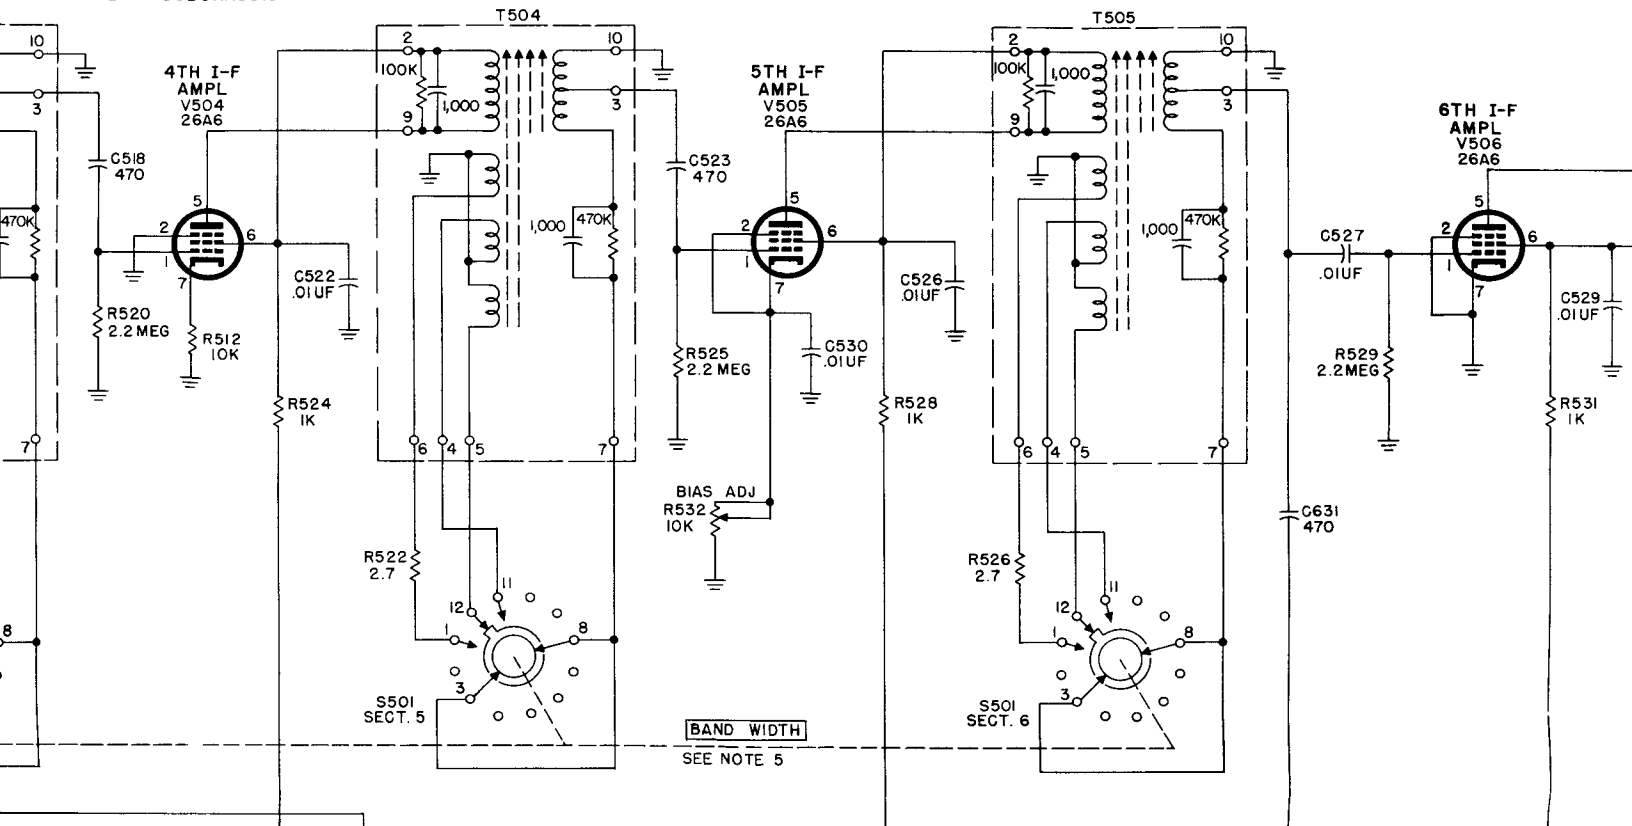 T504
T505
10
3
4TH I-F
AMPL
V504
26A6
2
100K
1,000
9
10
3
5TH I-F
AMPL
V505
26A6
2
100K
1,000
9
10
3
6TH I-F
AMPL
V506
26A6
C518
470
470K
5
2
1
6
7
C522
.01UF
R520
2.2 MEG
R512
10K
R524
1K
7
8
1,000
470K
6
4
5
7
C523
470
5
2
1
6
7
C526
.01UF
C530
.01UF
R525
2.2 MEG
R528
1K
BIAS ADJ
R532
10K
1,000
470K
6
4
5
7
C527
.01UF
5
2
1
6
7
C529
.01UF
R529
2.2MEG
R531
1K
C631
470
R522
2.7
11
12
1
8
3
S501
SECT. 5
R526
2.7
11
12
1
8
3
S501
SECT. 6
BAND WIDTH
SEE NOTE 5